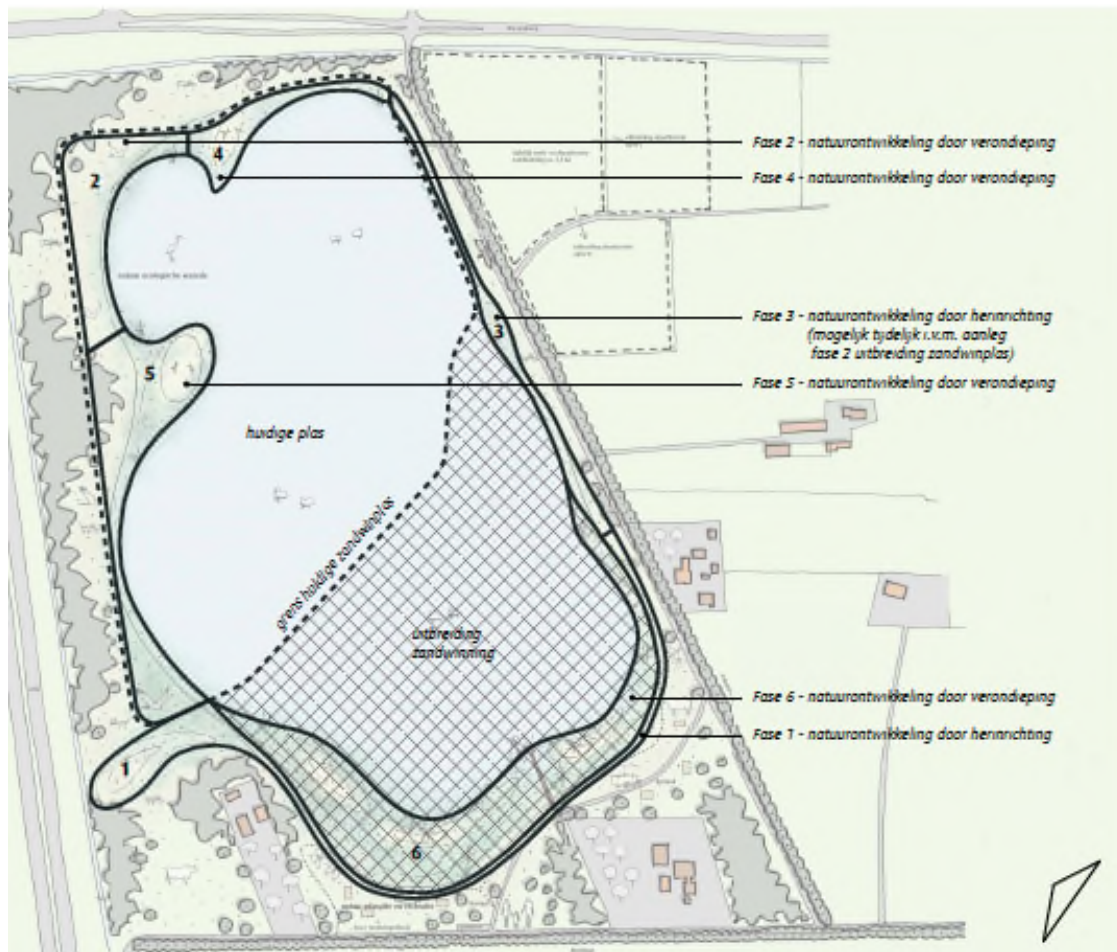 Fase 2 - natuurontwikkeling door verondieping
4
Fase 4 - natuurontwikkeling door verondieping
2
3
Fase 3 - natuurontwikkeling door herinrichting
(mogelijk tijdelijk i.v.m. aanleg
fase 2 uitbreiding zandwinplas)
5
Fase 5 - natuurontwikkeling door verondieping
huidige plas
grens huidige zandwinplas
uitbreiding
zandwinning
Fase 6 - natuurontwikkeling door verondieping
Fase 1 - natuurontwikkeling door herinrichting
1
6